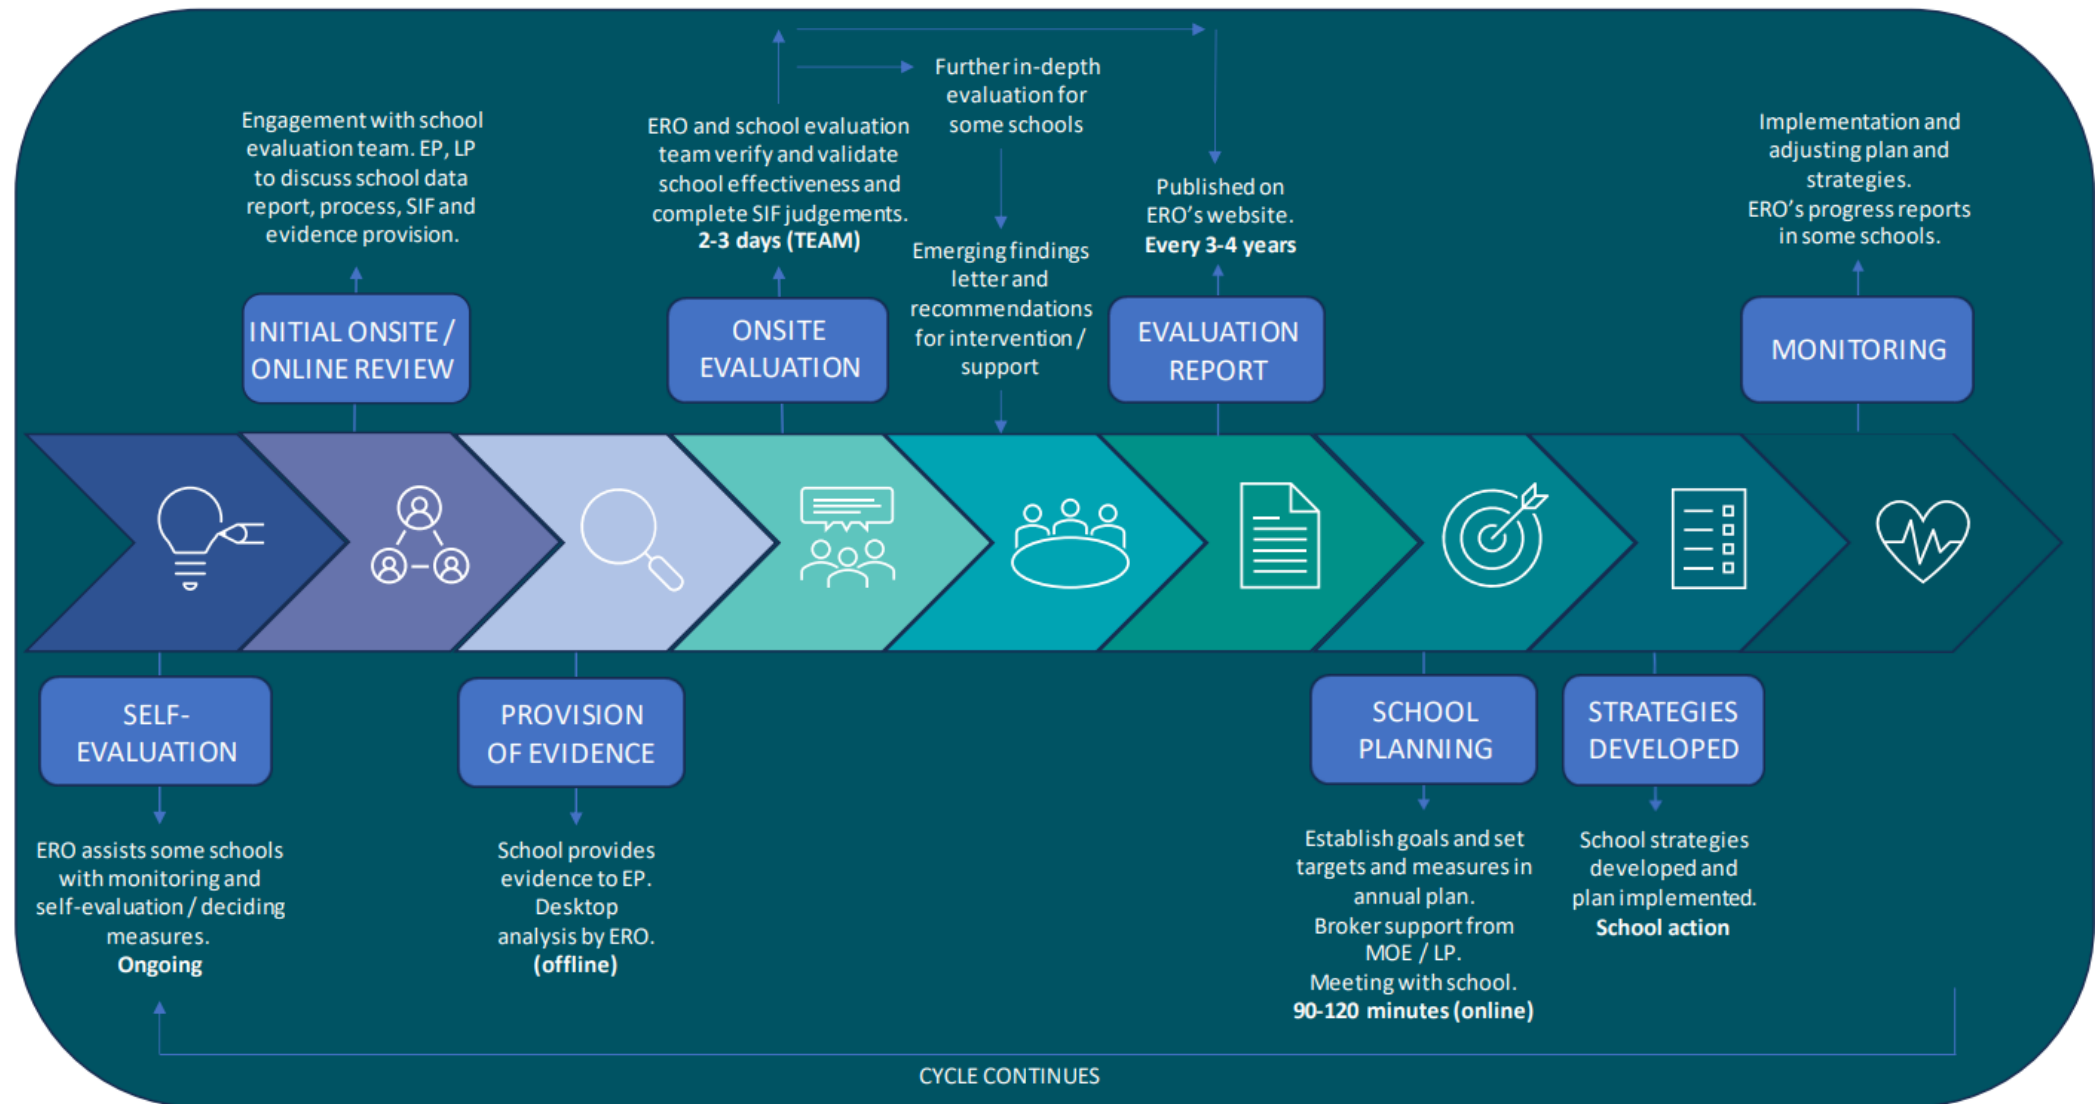 Engagement with school
evaluation team. EP, LP
to discuss school data
report, process, SIF and
evidence provision.
INITIAL ONSITE /
ONLINE REVIEW
ERO and school evaluation
team verify and validate
school effectiveness and
complete SIF judgements.
2-3 days (TEAM)
ONSITE
EVALUATION
Further in-depth
evaluation for
some schools
Emerging findings
letter and
recommendations
for intervention /
support
Published on
ERO's website.
Every 3-4 years
EVALUATION
REPORT
Implementation and
adjusting plan and
strategies.
ERO's progress reports
in some schools.
MONITORING
SELF-
EVALUATION
ERO assists some schools
with monitoring and
self-evaluation / deciding
measures.
Ongoing
PROVISION
OF EVIDENCE
School provides
evidence to EP.
Desktop
analysis by ERO.
(offline)
SCHOOL
PLANNING
Establish goals and set
targets and measures in
annual plan.
Broker support from
MOE / LP.
Meeting with school.
90-120 minutes (online)
STRATEGIES
DEVELOPED
School strategies
developed and
plan implemented.
School action
CYCLE CONTINUES